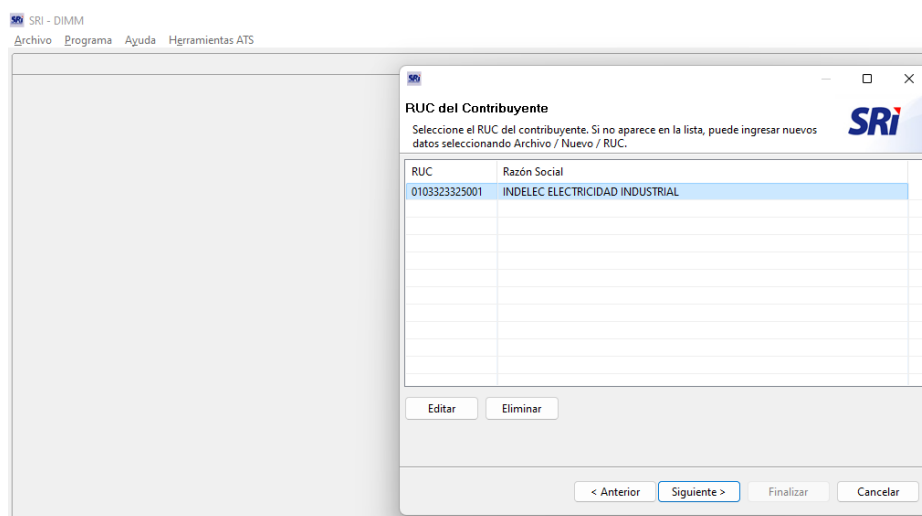 SRi SRI - DIMM
Archivo Programa Ayuda Herramientas ATS
SRi
RUC del Contribuyente
Seleccione el RUC del contribuyente. Si no aparece en la lista, puede ingresar nuevos
datos seleccionando Archivo / Nuevo / RUC.
SRi
RUC Razón Social
0103323325001 INDELEC ELECTRICIDAD INDUSTRIAL
Editar Eliminar
< Anterior Siguiente > Finalizar Cancelar